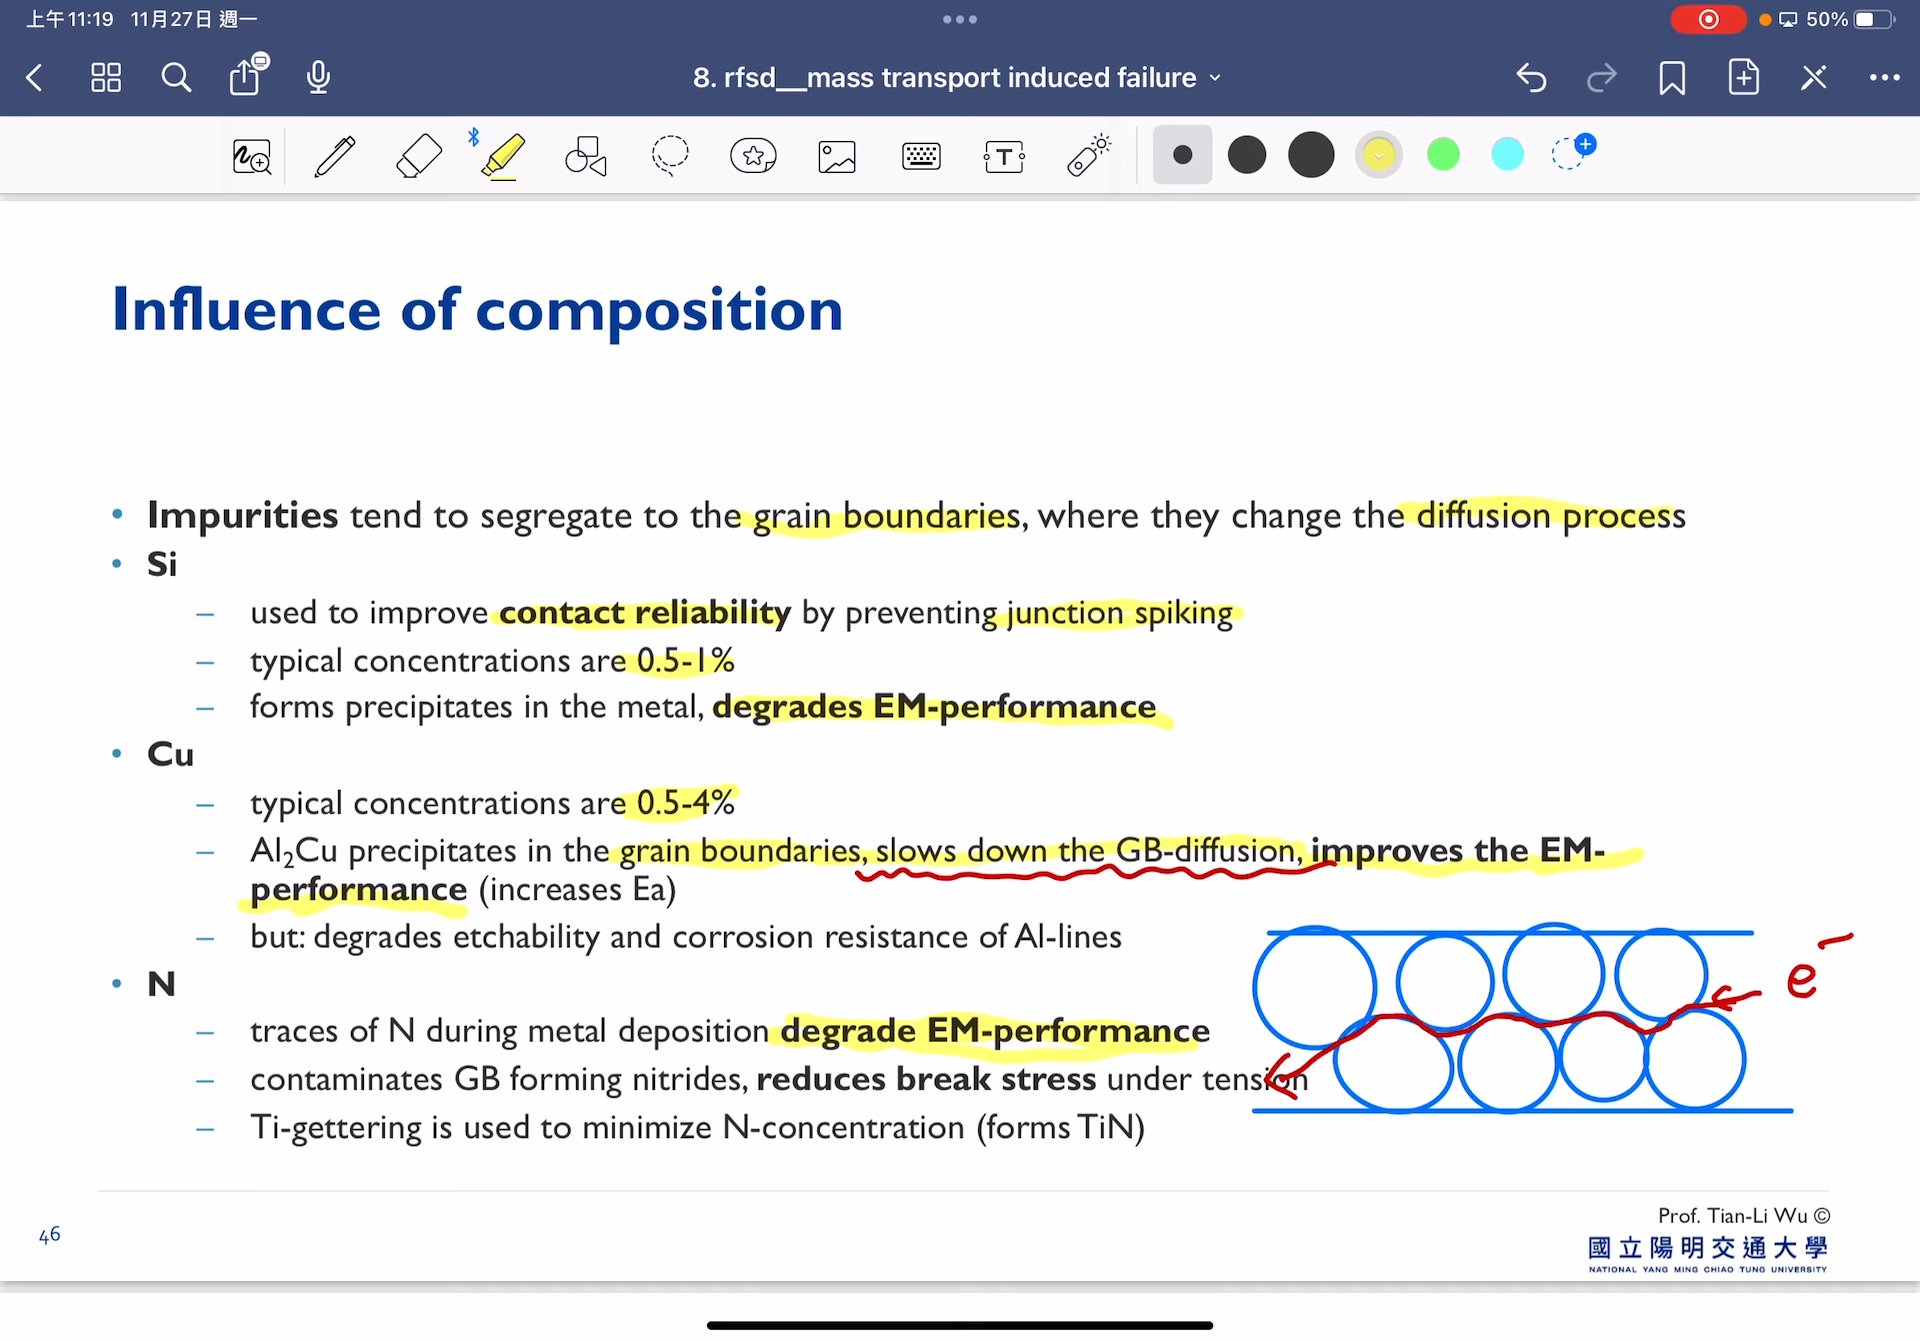 上午11:19 11月27日 週一
50%
8. rfsd__mass transport induced failure
T
Influence of composition
• Impurities tend to segregate to the grain boundaries, where they change the diffusion process
• Si
– used to improve contact reliability by preventing junction spiking
– typical concentrations are 0.5-1%
– forms precipitates in the metal, degrades EM-performance
• Cu
– typical concentrations are 0.5-4%
– Al₂Cu precipitates in the grain boundaries, slows down the GB-diffusion, improves the EM-
performance (increases Ea)
– but: degrades etchability and corrosion resistance of Al-lines
e⁻
• N
– traces of N during metal deposition degrade EM-performance
– contaminates GB forming nitrides, reduces break stress under tension
– Ti-gettering is used to minimize N-concentration (forms TiN)
46
Prof. Tian-Li Wu ©
國立陽明交通大學
NATIONAL YANG MING CHIAO TUNG UNIVERSITY